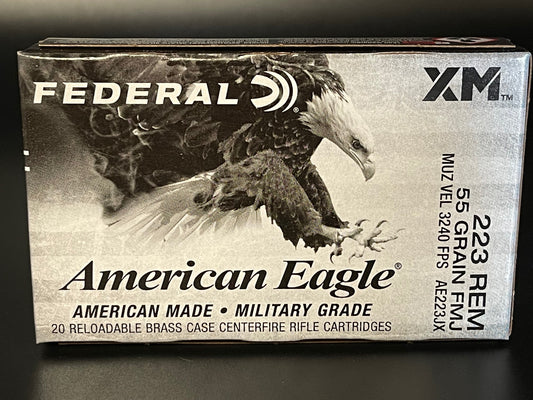 FEDERAL
XM™
American Eagle®
AMERICAN MADE • MILITARY GRADE
20 RELOADABLE BRASS CASE CENTERFIRE RIFLE CARTRIDGES
223 REM
55 GRAIN FMJ
MUZ VEL 3240 FPS AE223JX